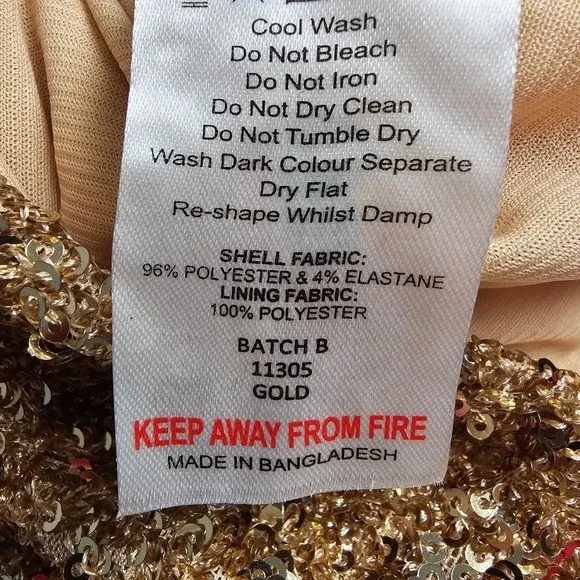 Cool Wash
Do Not Bleach
Do Not Iron
Do Not Dry Clean
Do Not Tumble Dry
Wash Dark Colour Separate
Dry Flat
Re-shape Whilst Damp
SHELL FABRIC:
96% POLYESTER & 4% ELASTANE
LINING FABRIC:
100% POLYESTER
BATCH B
11305
GOLD
KEEP AWAY FROM FIRE
MADE IN BANGLADESH